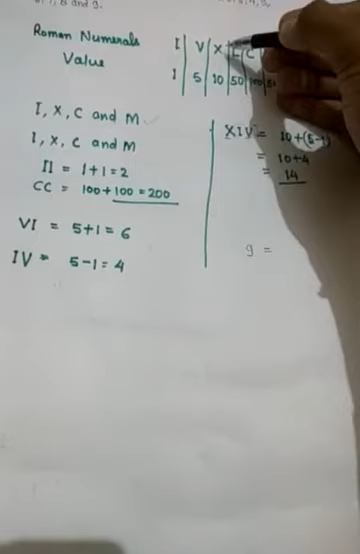 Roman Numerals
Value
I V X L C
1 5 10 50
I, X, C and M
I, X, C and M
II = 1+1=2
CC = 100+100=200
VI = 5+1=6
IV = 5-1=4
XIV = 10+(5-1)
= 10+4
= 14
9 =